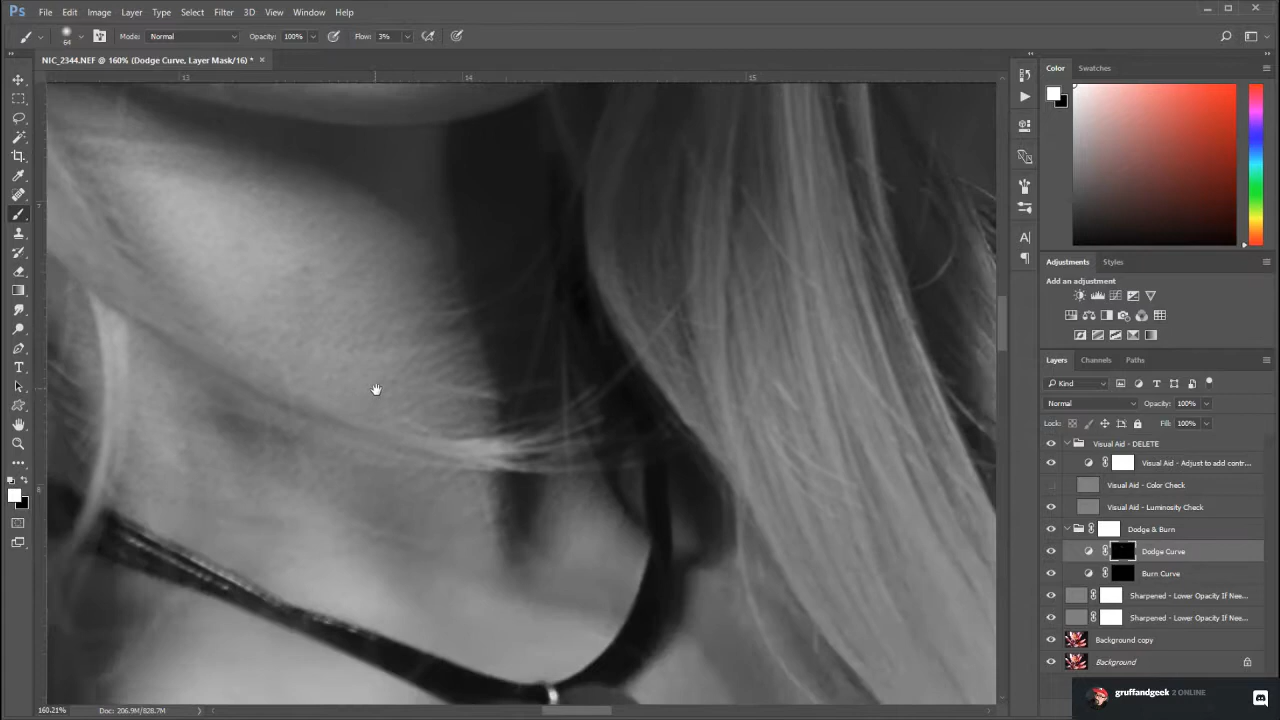 Ps File Edit Image Layer Type Select Filter 3D View Window Help
64 Mode: Normal Opacity: 100% Flow: 3%
NIC_2344.NEF @ 160% (Dodge Curve, Layer Mask/16) *
13 14 15
Color Swatches
Adjustments Styles
Add an adjustment
Layers Channels Paths
Kind
Normal Opacity: 100%
Lock: Fill: 100%
Visual Aid - DELETE
Visual Aid - Adjust to add contr...
Visual Aid - Color Check
Visual Aid - Luminosity Check
Dodge & Burn
Dodge Curve
Burn Curve
Sharpened - Lower Opacity If Nee...
Sharpened - Lower Opacity If Nee...
Background copy
Background
160.21% Doc: 206.9M/828.7M
gruffandgeek 2 ONLINE